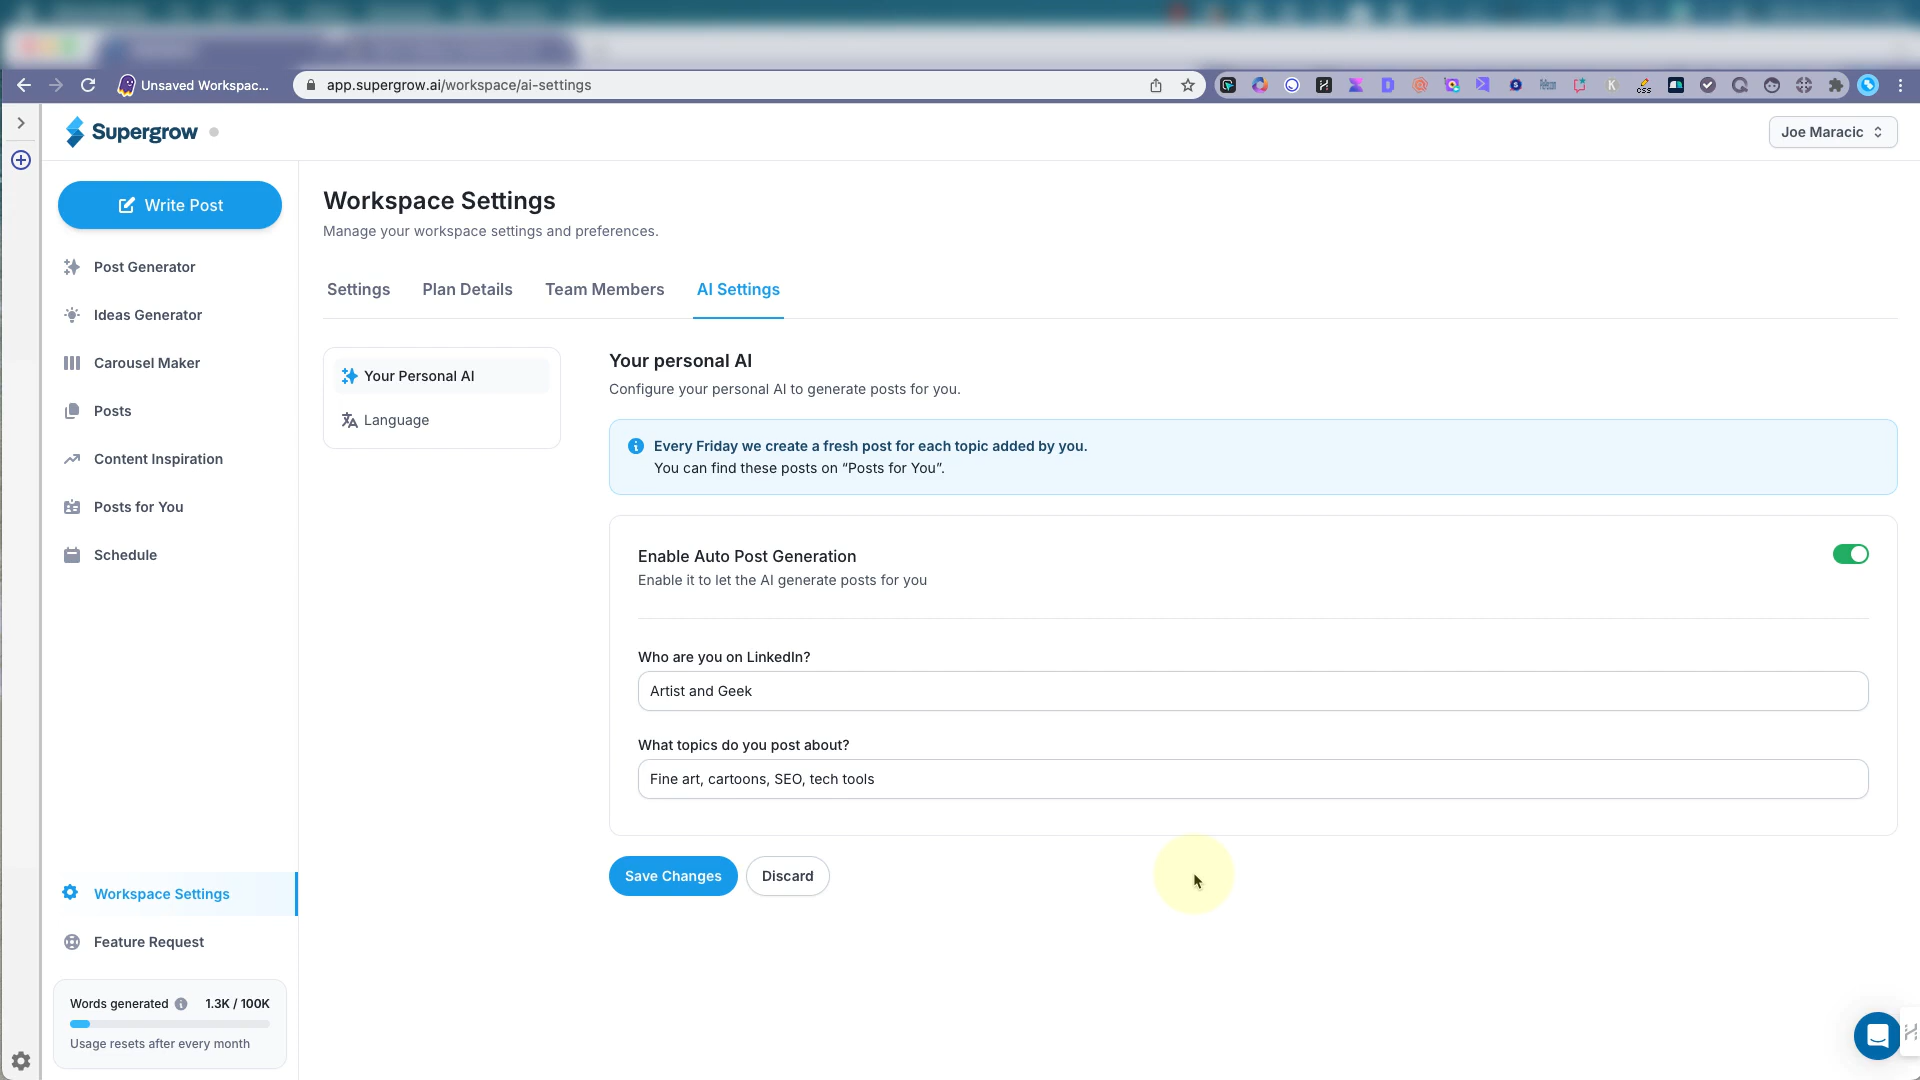 Unsaved Workspac...
app.supergrow.ai/workspace/ai-settings
Supergrow
Joe Maracic
Write Post
Post Generator
Ideas Generator
Carousel Maker
Posts
Content Inspiration
Posts for You
Schedule
Workspace Settings
Feature Request
Words generated
1.3K / 100K
Usage resets after every month
Workspace Settings
Manage your workspace settings and preferences.
Settings
Plan Details
Team Members
AI Settings
Your Personal AI
Language
Your personal AI
Configure your personal AI to generate posts for you.
Every Friday we create a fresh post for each topic added by you.
You can find these posts on “Posts for You”.
Enable Auto Post Generation
Enable it to let the AI generate posts for you
Who are you on LinkedIn?
Artist and Geek
What topics do you post about?
Fine art, cartoons, SEO, tech tools
Save Changes
Discard